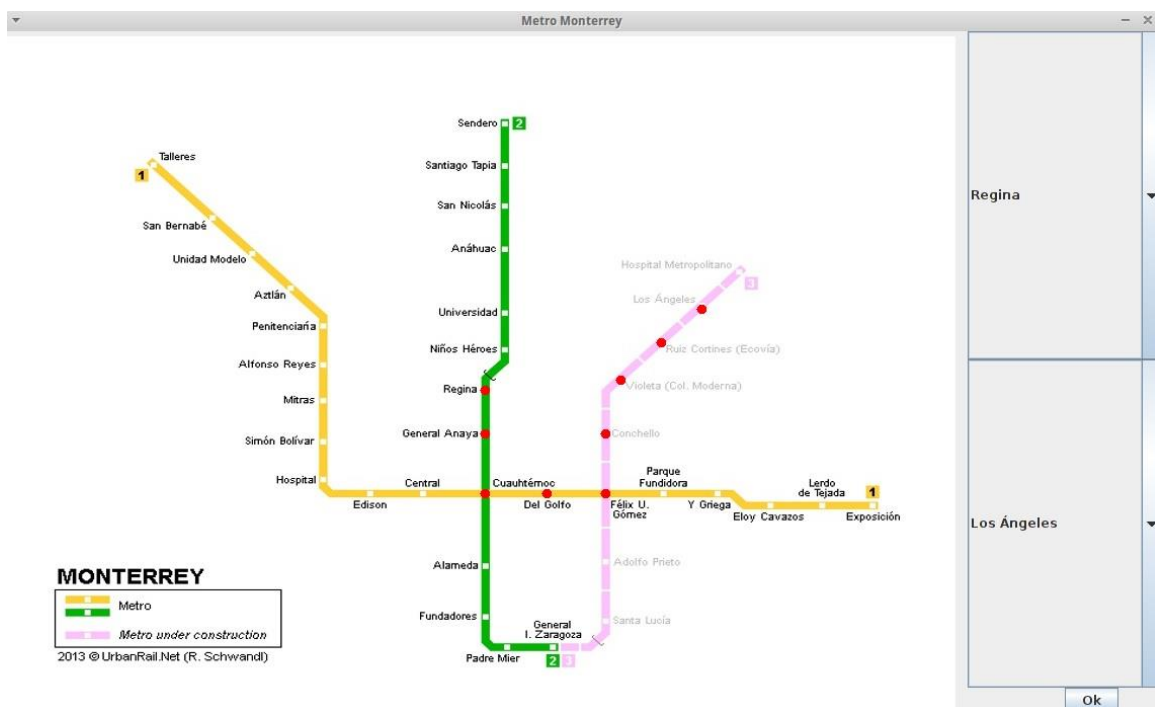 Metro Monterrey
Sendero
2
Talleres
1
Santiago Tapia
San Nicolás
San Bernabé
Anáhuac
Unidad Modelo
Hospital Metropolitano
3
Aztlán
Los Ángeles
Universidad
Penitenciaría
Niños Héroes
Ruiz Cortines (Ecovía)
Alfonso Reyes
Regina
Violeta (Col. Moderna)
Mitras
General Anaya
Conchello
Simón Bolívar
Hospital
Central
Cuauhtémoc
Parque
Fundidora
Lerdo
de Tejada
1
Edison
Del Golfo
Félix U.
Gómez
Y Griega
Eloy Cavazos
Exposición
Alameda
Adolfo Prieto
Fundadores
General
I. Zaragoza
Santa Lucía
Padre Mier
2
3
MONTERREY
Metro
Metro under construction
2013 © UrbanRail.Net (R. Schwandl)
Regina
Los Ángeles
Ok